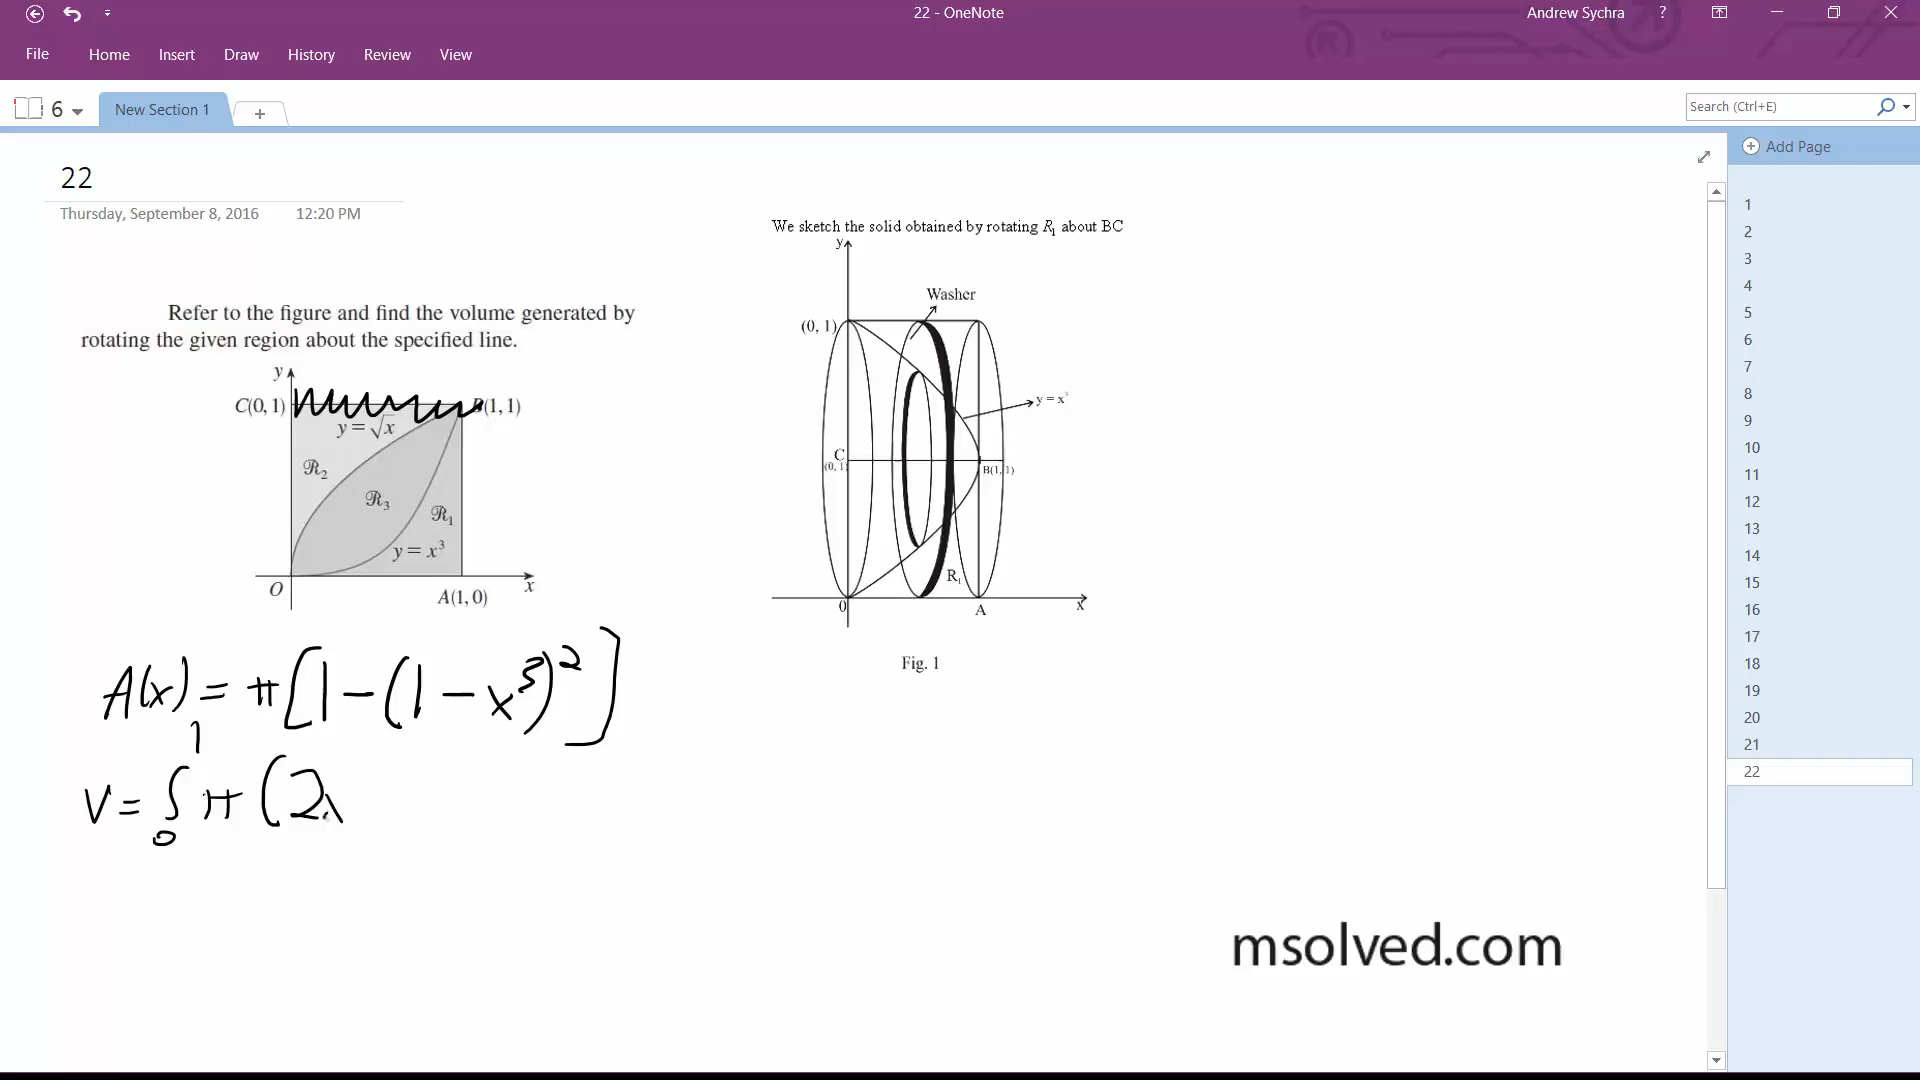 22 - OneNote
Andrew Sychra
?
File Home Insert Draw History Review View
6 New Section 1 +
Search (Ctrl+E)
Add Page
22
Thursday, September 8, 2016 12:20 PM
Refer to the figure and find the volume generated by
rotating the given region about the specified line.
y
C(0, 1)
B(1, 1)
y = √x
ℛ₂
ℛ₃
ℛ₁
y = x³
O
A(1, 0)
x
We sketch the solid obtained by rotating R₁ about BC
y
Washer
(0, 1)
y = x³
C
(0, 1)
B(1, 1)
R₁
0
A
x
Fig. 1
A(x) = π[1 - (1 - x³)²]
V = ∫₀¹ π (2x
msolved.com
1
2
3
4
5
6
7
8
9
10
11
12
13
14
15
16
17
18
19
20
21
22